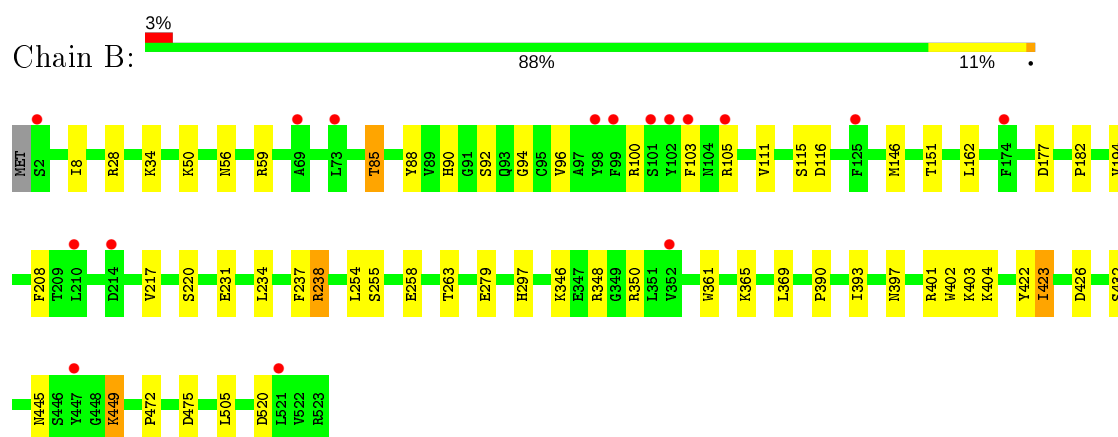 3%
Chain B:
88%
11%
MET S2 I8 R28 K34 K50 N56 R59 A69 L73 T85 Y88 V89 H90 G91 S92 Q93 G94 C95 V96 A97 Y98 F99 R100 S101 Y102 F103 N104 R105 V111 S115 D116 F125 M146 T151 L162 F174 D177 P182 V194
F208 T209 L210 D214 V217 S220 E231 L234 F237 R238 L254 S255 E258 T263 E279 H297 K346 E347 R348 G349 R350 L351 V352 W361 K365 L369 P390 I393 N397 R401 W402 K403 K404 Y422 I423 D426 S432
N445 S446 Y447 G448 K449 P472 D475 L505 D520 L521 V522 R523